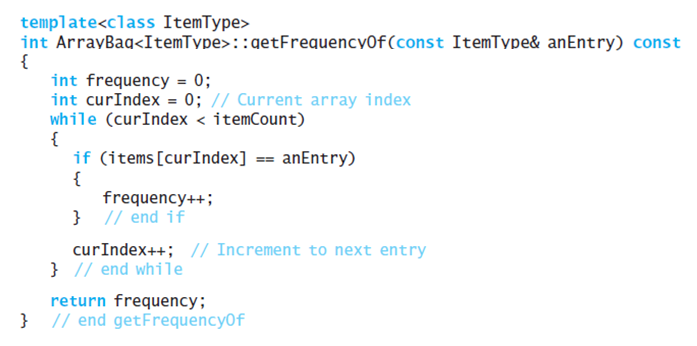 template<class ItemType>
int ArrayBag<ItemType>::getFrequencyOf(const ItemType& anEntry) const
{
int frequency = 0;
int curIndex = 0; // Current array index
while (curIndex < itemCount)
{
if (items[curIndex] == anEntry)
{
frequency++;
} // end if
curIndex++; // Increment to next entry
} // end while
return frequency;
} // end getFrequencyOf